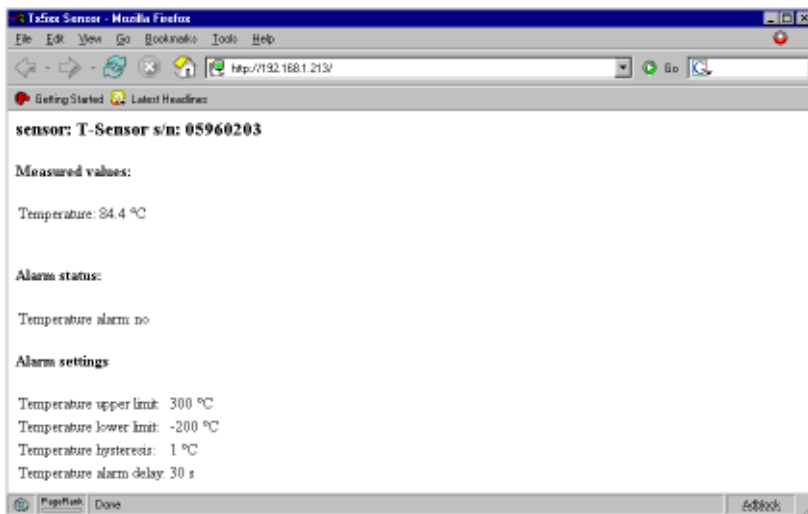 Tx5xx Sensor - Mozilla Firefox
File Edit View Go Bookmarks Tools Help
http://192.168.1.213/ Go
Getting Started Latest Headlines
sensor: T-Sensor s/n: 05960203
Measured values:
Temperature: 84.4 °C
Alarm status:
Temperature alarm: no
Alarm settings
Temperature upper limit: 300 °C
Temperature lower limit: -200 °C
Temperature hysteresis: 1 °C
Temperature alarm delay: 30 s
PageRank Done Adblock